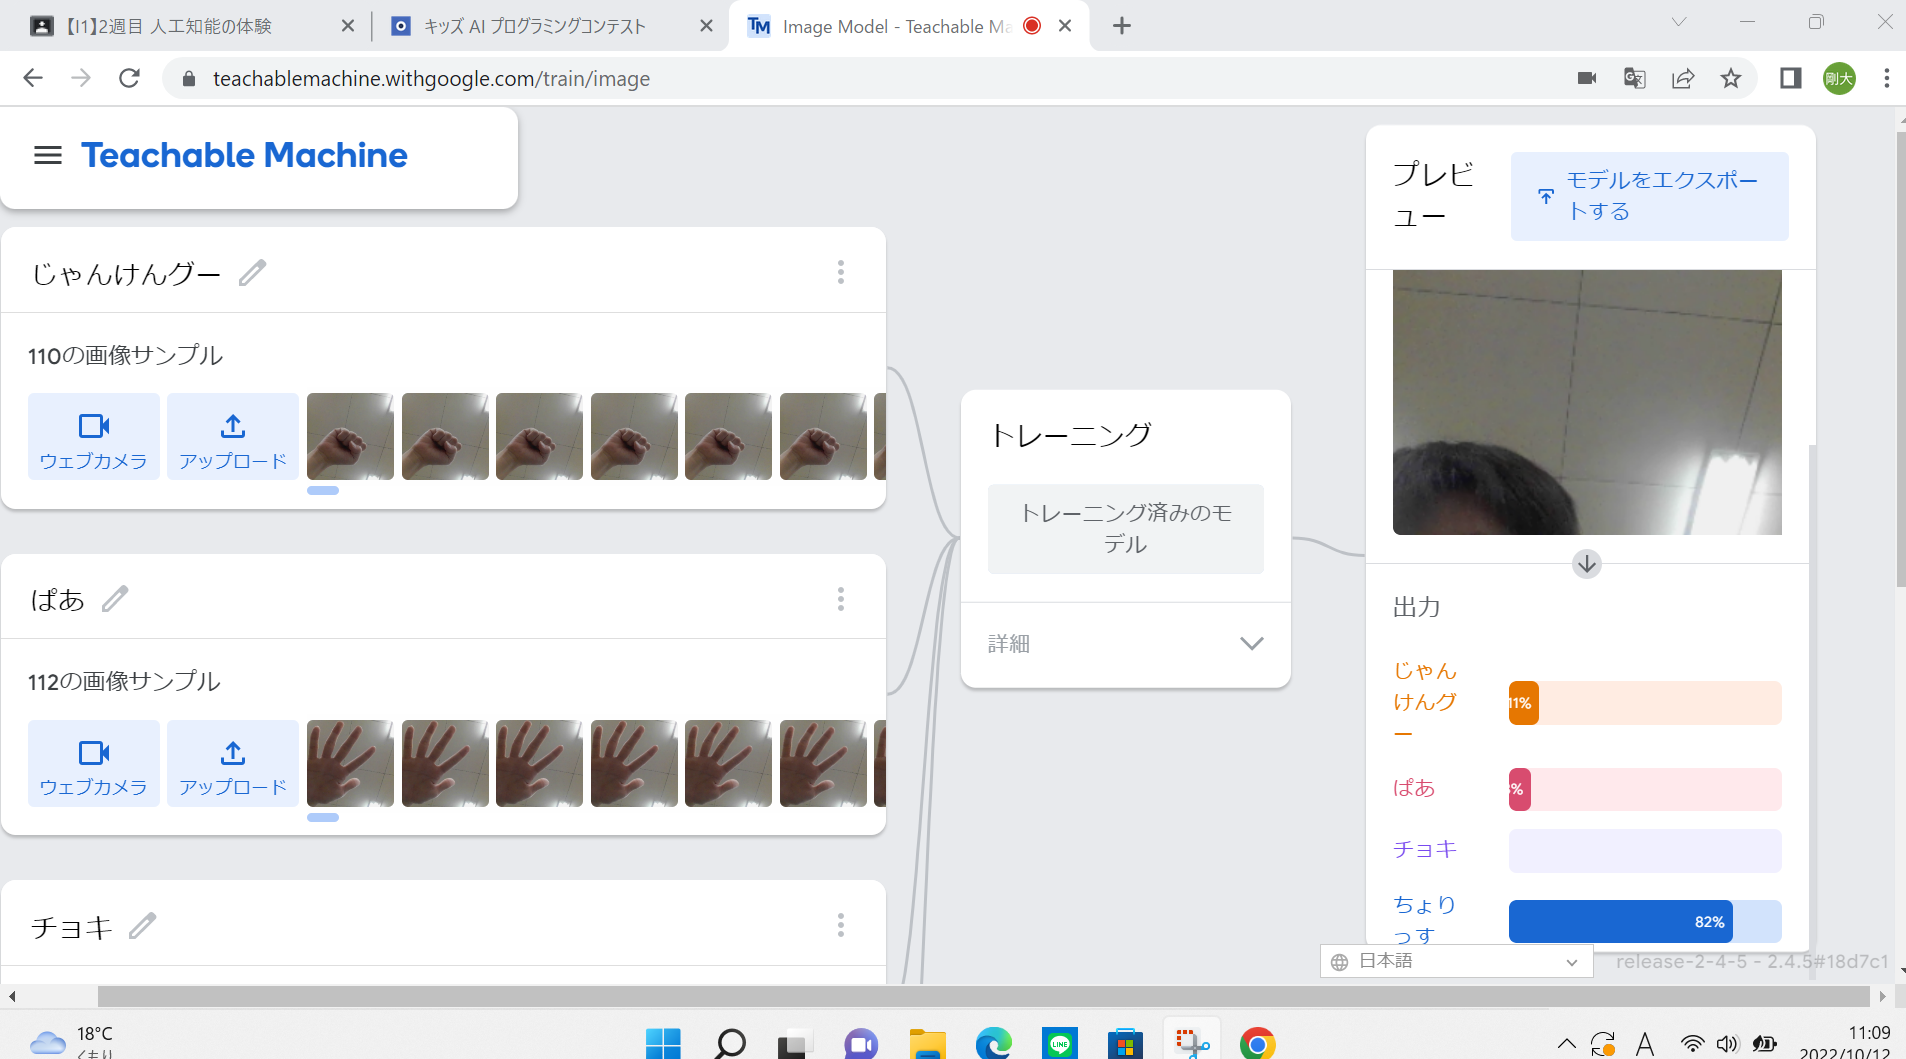 【I1】2週目 人工知能の体験
キッズ AI プログラミングコンテスト
Image Model - Teachable Ma
teachablemachine.withgoogle.com/train/image
剛大
Teachable Machine
じゃんけんグー
110の画像サンプル
ウェブカメラ
アップロード
ぱあ
112の画像サンプル
ウェブカメラ
アップロード
チョキ
トレーニング
トレーニング済みのモ
デル
詳細
プレビ
ュー
モデルをエクスポー
トする
出力
じゃん
けんグ
ー
11%
ぱあ
%
チョキ
ちょり
っす
82%
日本語
release-2-4-5 - 2.4.5#18d7c1
18°C
くもり
LINE
A
11:09
2022/10/12